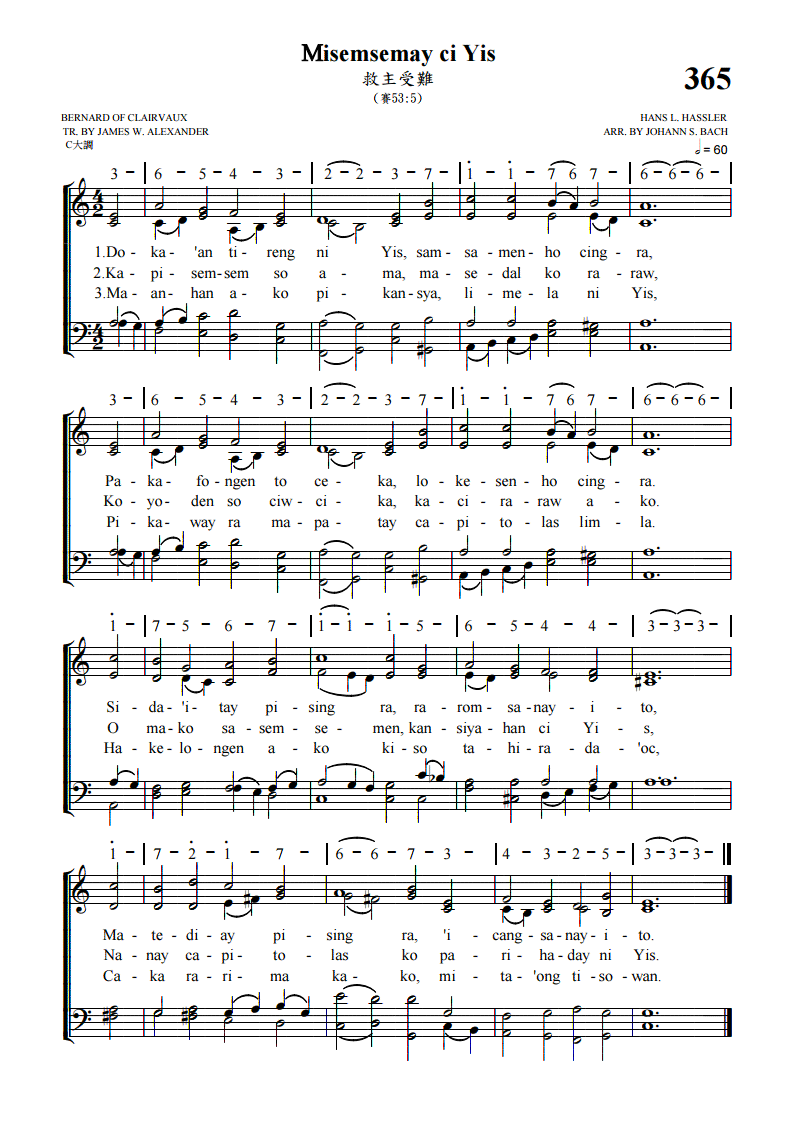 Misemsemay ci Yis
救主受難
(賽53:5)
365
BERNARD OF CLAIRVAUX
TR. BY JAMES W. ALEXANDER
C大調
HANS L. HASSLER
ARR. BY JOHANN S. BACH
= 60
3 - | 6 - 5 - 4 - 3 - | 2 - 2 - 3 - 7 - | 1 - 1 - 7 6 7 - | 6 - 6 - 6 - |
1.Do - ka - 'an ti - reng ni Yis, sam - sa - men - ho cing - ra,
2.Ka - pi - sem - sem so a - ma, ma - se - dal ko ra - raw,
3.Ma - an - han a - ko pi - kan - sya, li - me - la ni Yis,
3 - | 6 - 5 - 4 - 3 - | 2 - 2 - 3 - 7 - | 1 - 1 - 7 6 7 - | 6 - 6 - 6 - |
Pa - ka - fo - ngen to ce - ka, lo - ke - sen - ho cing - ra.
Ko - yo - den so ciw - ci - ka, ka - ci - ra - raw a - ko.
Pi - ka - way ra ma - pa - tay ca - pi - to - las lim - la.
1 - | 7 - 5 - 6 - 7 - | 1 - 1 - 1 - 5 - | 6 - 5 - 4 - 4 - | 3 - 3 - 3 - |
Si - da - 'i - tay pi - sing ra, ra - rom - sa - nay - i - to,
O ma - ko sa - sem - se - men, kan - siya - han ci Yi - s,
Ha - ke - lo - ngen a - ko ki - so ta - hi - ra - da - 'oc,
1 - | 7 - 2 - 1 - 7 - | 6 - 6 - 7 - 3 - | 4 - 3 - 2 - 5 - | 3 - 3 - 3 - ||
Ma - te - di - ay pi - sing ra, 'i - cang - sa - nay - i - to.
Na - nay ca - pi - to - las ko pa - ri - ha - day ni Yis.
Ca - ka ra - ri - ma ka - ko, mi - ta - 'ong ti - so - wan.